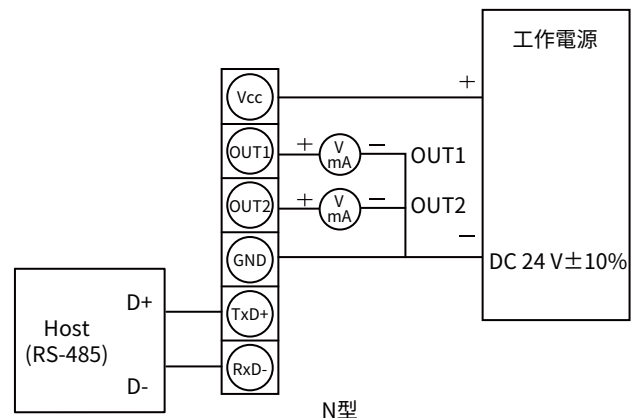 工作電源
+
Vcc
OUT1
+
V
mA
−
OUT1
OUT2
+
V
mA
−
OUT2
−
GND
DC 24 V±10%
D+
TxD+
Host
(RS-485)
D-
RxD-
N型